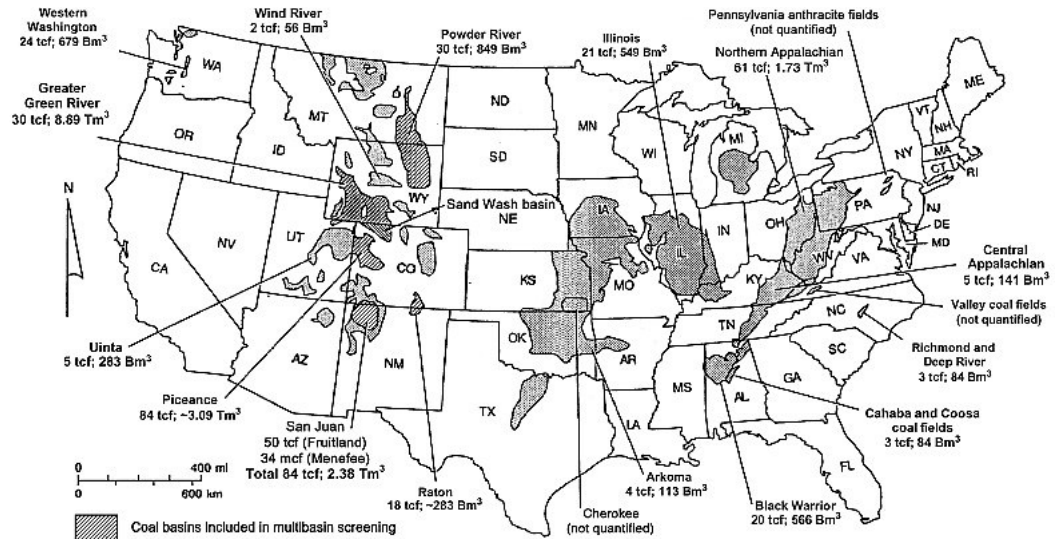 Western
Washington
24 tcf; 679 Bm³
Wind River
2 tcf; 56 Bm³
Powder River
30 tcf; 849 Bm³
Illinois
21 tcf; 549 Bm³
Pennsylvania anthracite fields
(not quantified)
Northern Appalachian
61 tcf; 1.73 Tm³
Greater
Green River
30 tcf; 8.89 Tm³
WA
MT
ND
MN
ME
VT
NH
OR
ID
SD
WI
MI
NY
MA
CT
RI
N
WY
Sand Wash basin
NE
IA
PA
NJ
DE
MD
NV
UT
CO
IL
IN
OH
WV
VA
Central
Appalachian
5 tcf; 141 Bm³
CA
KS
MO
KY
Valley coal fields
(not quantified)
NC
TN
Uinta
5 tcf; 283 Bm³
AZ
NM
OK
AR
SC
Richmond and
Deep River
3 tcf; 84 Bm³
Piceance
84 tcf; ~3.09 Tm³
TX
MS
AL
GA
Cahaba and Coosa
coal fields
3 tcf; 84 Bm³
San Juan
50 tcf (Fruitland)
34 mcf (Menefee)
Total 84 tcf; 2.38 Tm³
LA
FL
0 400 ml
0 600 km
Raton
18 tcf; ~283 Bm³
Arkoma
4 tcf; 113 Bm³
Cherokee
(not quantified)
Black Warrior
20 tcf; 566 Bm³
Coal basins included in multibasin screening